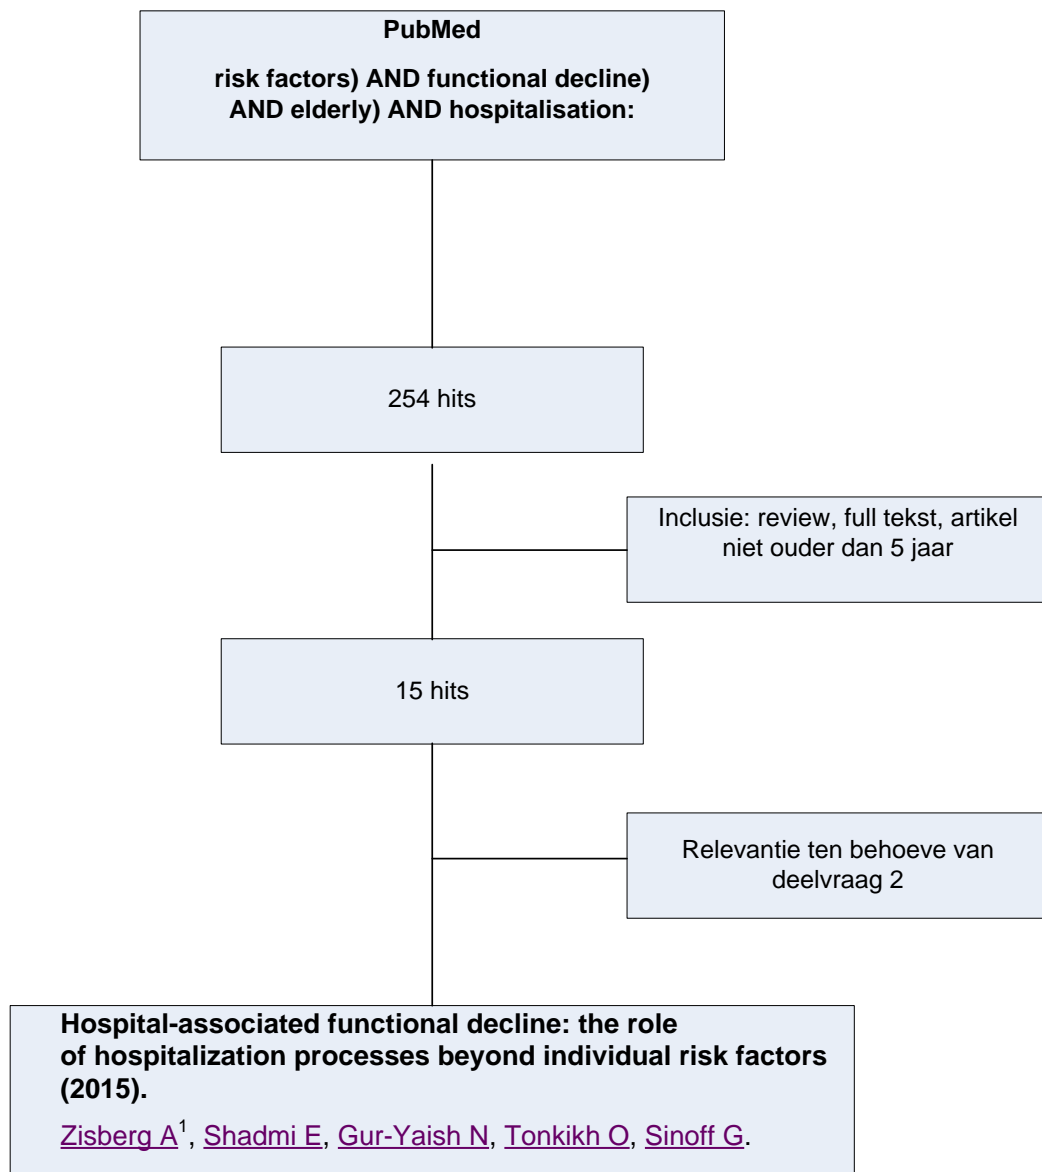 PubMed
risk factors) AND functional decline)
AND elderly) AND hospitalisation:
254 hits
Inclusie: review, full tekst, artikel
niet ouder dan 5 jaar
15 hits
Relevantie ten behoeve van
deelvraag 2
Hospital-associated functional decline: the role
of hospitalization processes beyond individual risk factors
(2015).
Zisberg A¹, Shadmi E, Gur-Yaish N, Tonkikh O, Sinoff G.